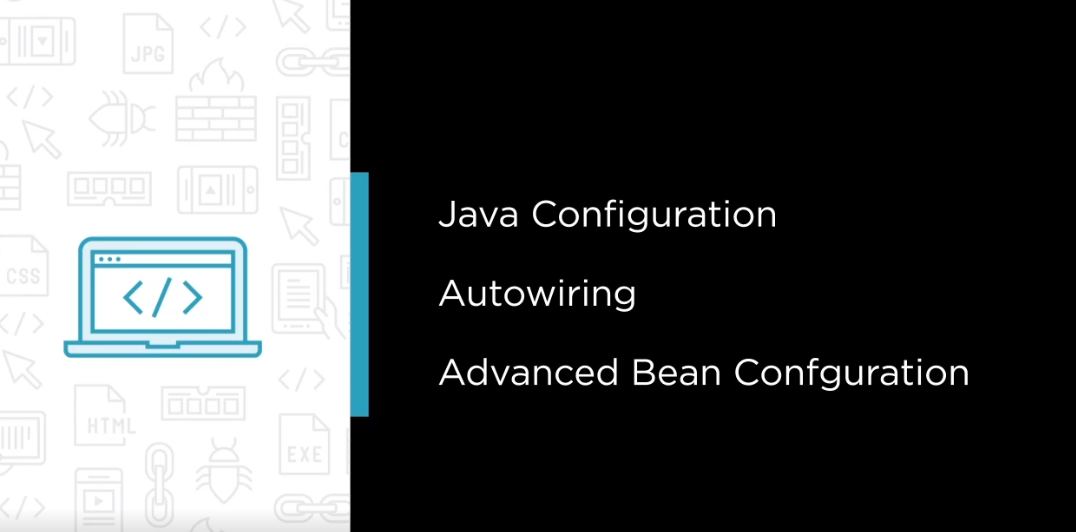 JPG
</>
</>
CSS
</>
</>
</>
HTML
EXE
</>
Java Configuration
Autowiring
Advanced Bean Confguration